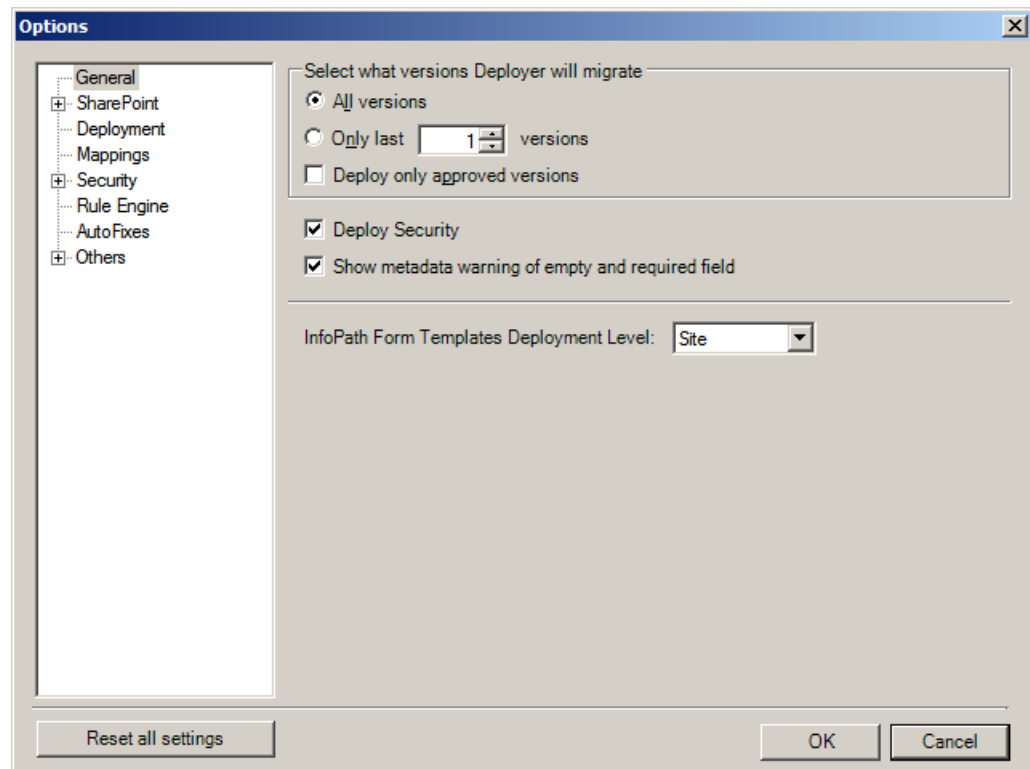 Options
General
SharePoint
Deployment
Mappings
Security
Rule Engine
AutoFixes
Others
Select what versions Deployer will migrate
All versions
Only last 1 versions
Deploy only approved versions
Deploy Security
Show metadata warning of empty and required field
InfoPath Form Templates Deployment Level: Site
Reset all settings
OK Cancel